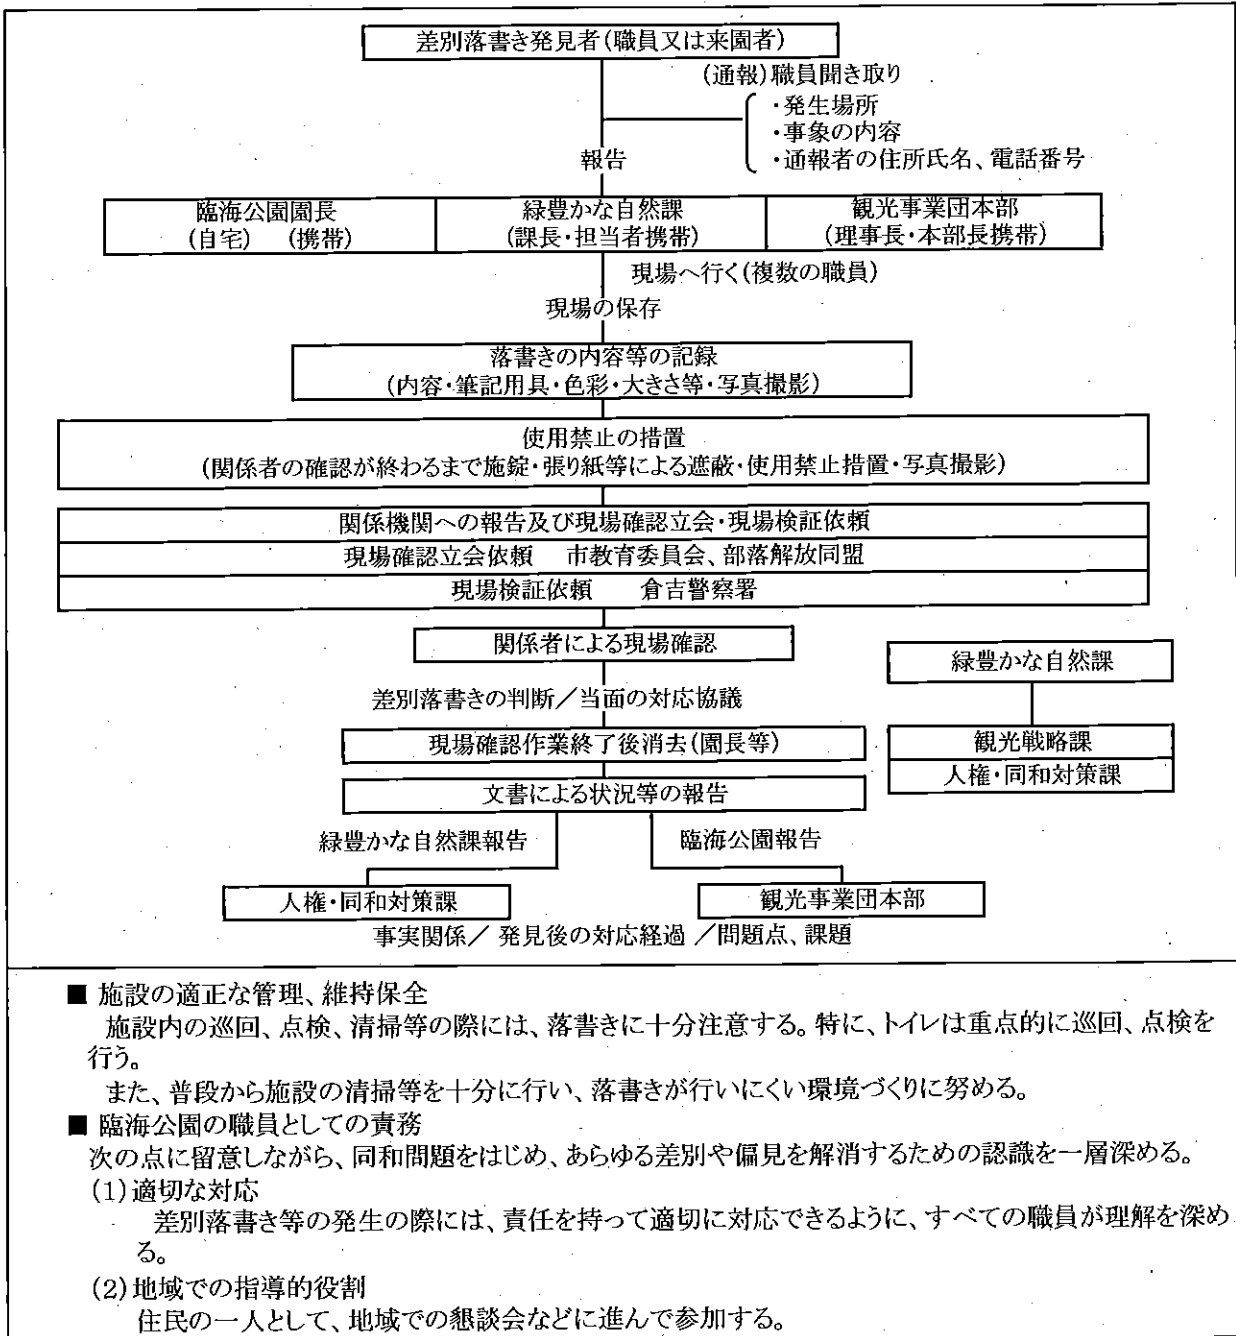 差別落書き発見者(職員又は来園者)
(通報)職員聞き取り
・発生場所
・事象の内容
・通報者の住所氏名、電話番号
報告
臨海公園園長
(自宅) (携帯)
緑豊かな自然課
(課長・担当者携帯)
観光事業団本部
(理事長・本部長携帯)
現場へ行く(複数の職員)
現場の保存
落書きの内容等の記録
(内容・筆記用具・色彩・大きさ等・写真撮影)
使用禁止の措置
(関係者の確認が終わるまで施錠・張り紙等による遮蔽・使用禁止措置・写真撮影)
関係機関への報告及び現場確認立会・現場検証依頼
現場確認立会依頼 市教育委員会、部落解放同盟
現場検証依頼 倉吉警察署
関係者による現場確認
差別落書きの判断/当面の対応協議
現場確認作業終了後消去(園長等)
文書による状況等の報告
緑豊かな自然課
観光戦略課
人権・同和対策課
緑豊かな自然課報告
臨海公園報告
人権・同和対策課
観光事業団本部
事実関係/ 発見後の対応経過 /問題点、課題
■ 施設の適正な管理、維持保全
施設内の巡回、点検、清掃等の際には、落書きに十分注意する。特に、トイレは重点的に巡回、点検を
行う。
また、普段から施設の清掃等を十分に行い、落書きが行いにくい環境づくりに努める。
■ 臨海公園の職員としての責務
次の点に留意しながら、同和問題をはじめ、あらゆる差別や偏見を解消するための認識を一層深める。
(1)適切な対応
差別落書き等の発生の際には、責任を持って適切に対応できるように、すべての職員が理解を深め
る。
(2)地域での指導的役割
住民の一人として、地域での懇談会などに進んで参加する。